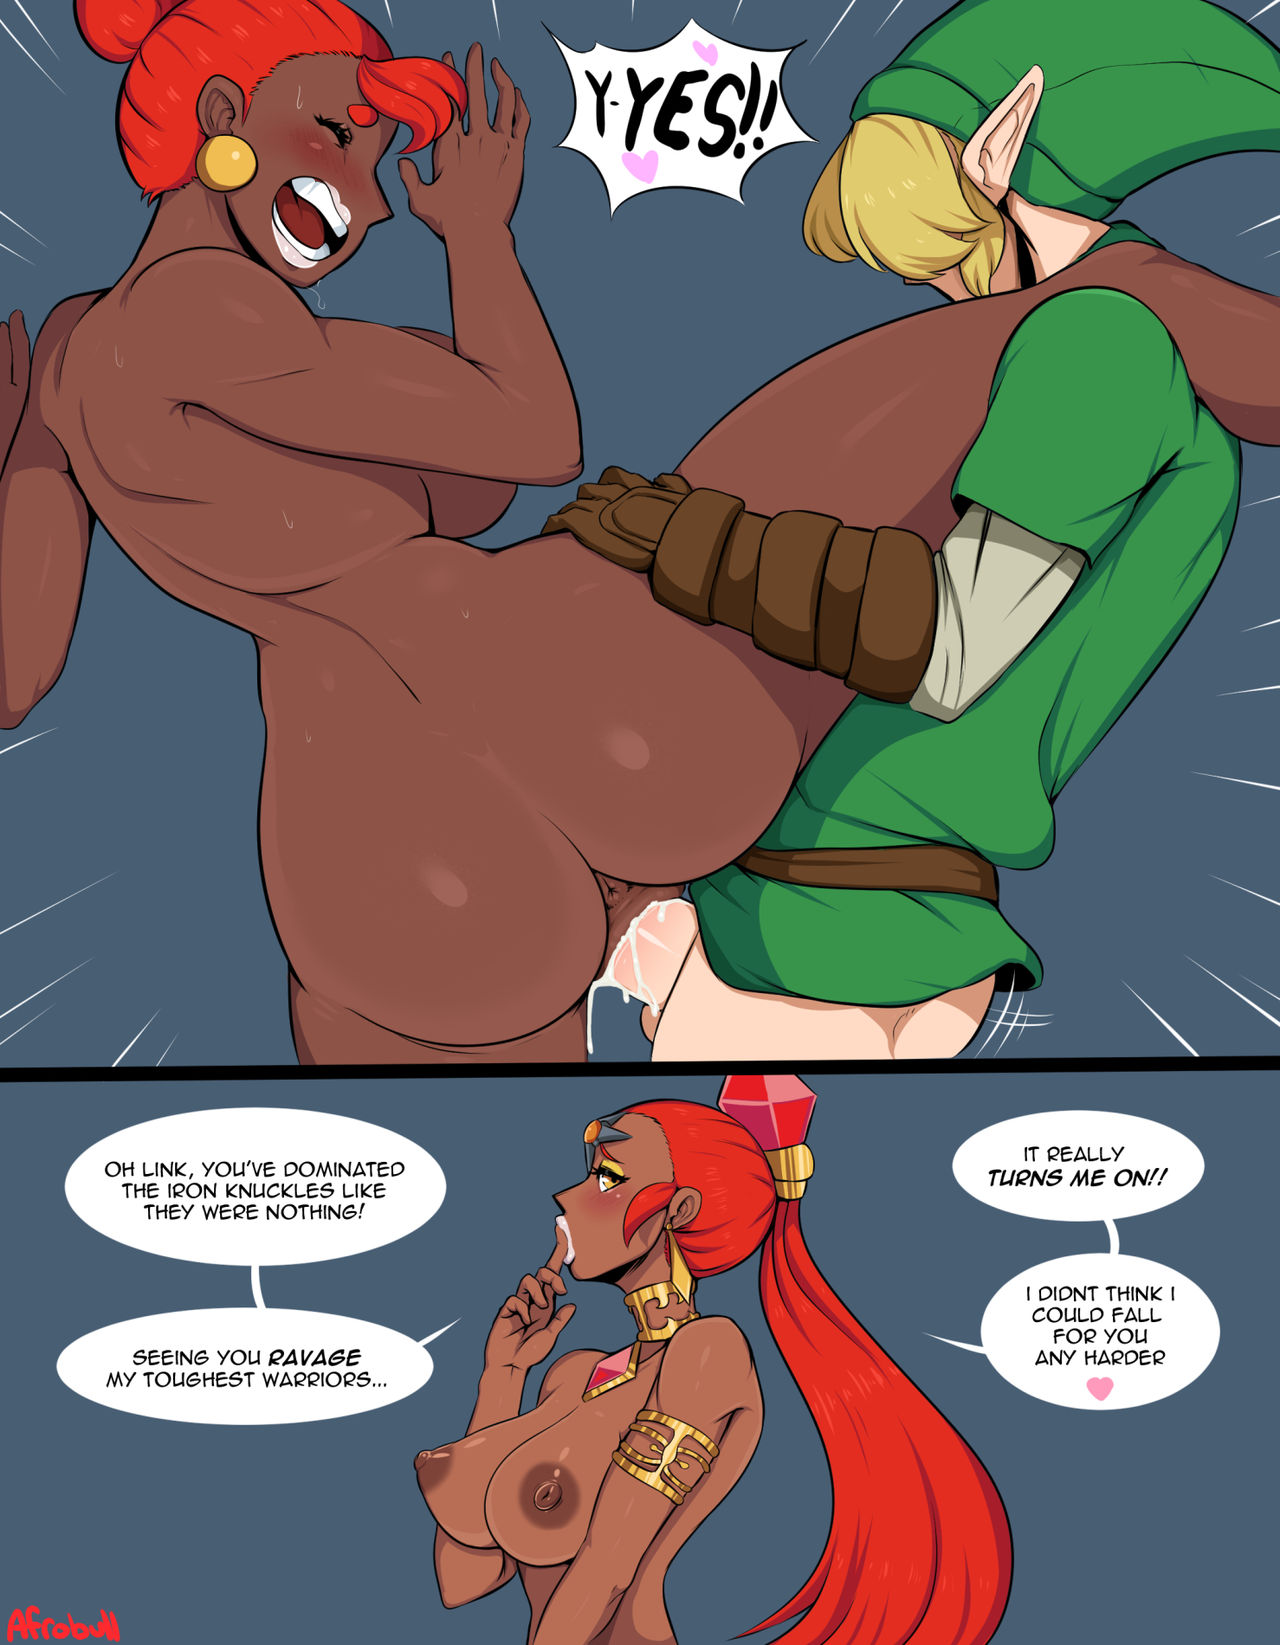 Y-YES!!
OH LINK, YOU'VE DOMINATED
THE IRON KNUCKLES LIKE
THEY WERE NOTHING!
SEEING YOU RAVAGE
MY TOUGHEST WARRIORS...
IT REALLY
TURNS ME ON!!
I DIDNT THINK I
COULD FALL
FOR YOU
ANY HARDER
Afrobull